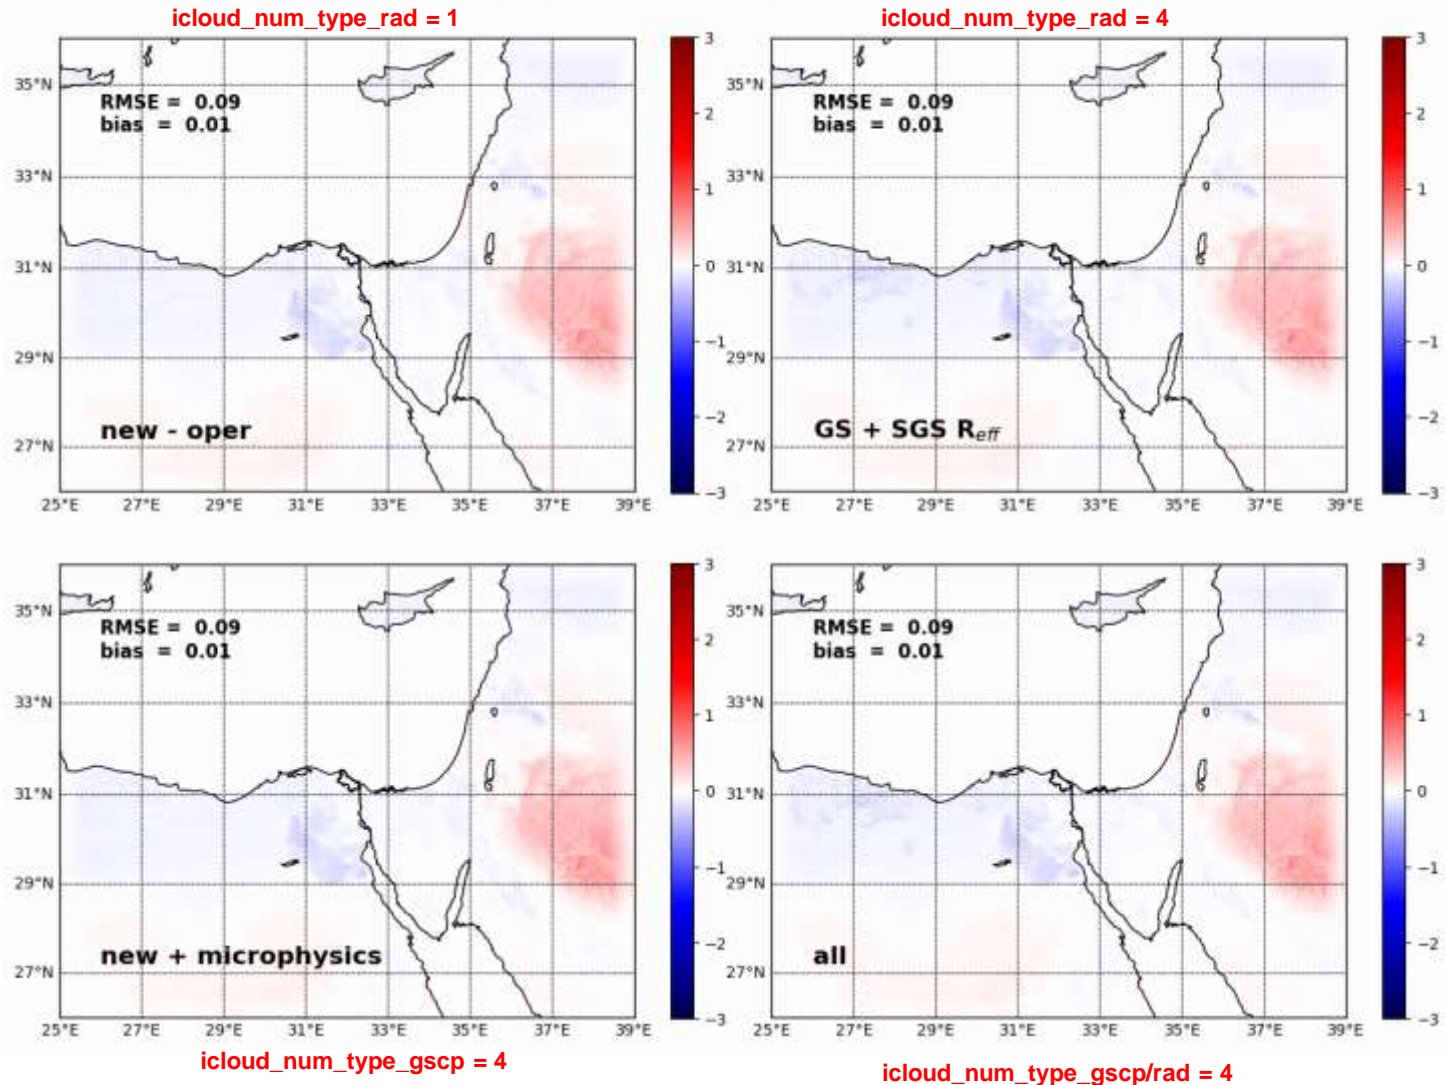 icloud_num_type_rad = 1
icloud_num_type_rad = 4
35°N
33°N
31°N
29°N
27°N
25°E 27°E 29°E 31°E 33°E 35°E 37°E 39°E
RMSE = 0.09
bias = 0.01
new - oper
3
2
1
0
−1
−2
−3
35°N
33°N
31°N
29°N
27°N
25°E 27°E 29°E 31°E 33°E 35°E 37°E 39°E
RMSE = 0.09
bias = 0.01
GS + SGS Reff
3
2
1
0
−1
−2
−3
35°N
33°N
31°N
29°N
27°N
25°E 27°E 29°E 31°E 33°E 35°E 37°E 39°E
RMSE = 0.09
bias = 0.01
new + microphysics
3
2
1
0
−1
−2
−3
35°N
33°N
31°N
29°N
27°N
25°E 27°E 29°E 31°E 33°E 35°E 37°E 39°E
RMSE = 0.09
bias = 0.01
all
3
2
1
0
−1
−2
−3
icloud_num_type_gscp = 4
icloud_num_type_gscp/rad = 4